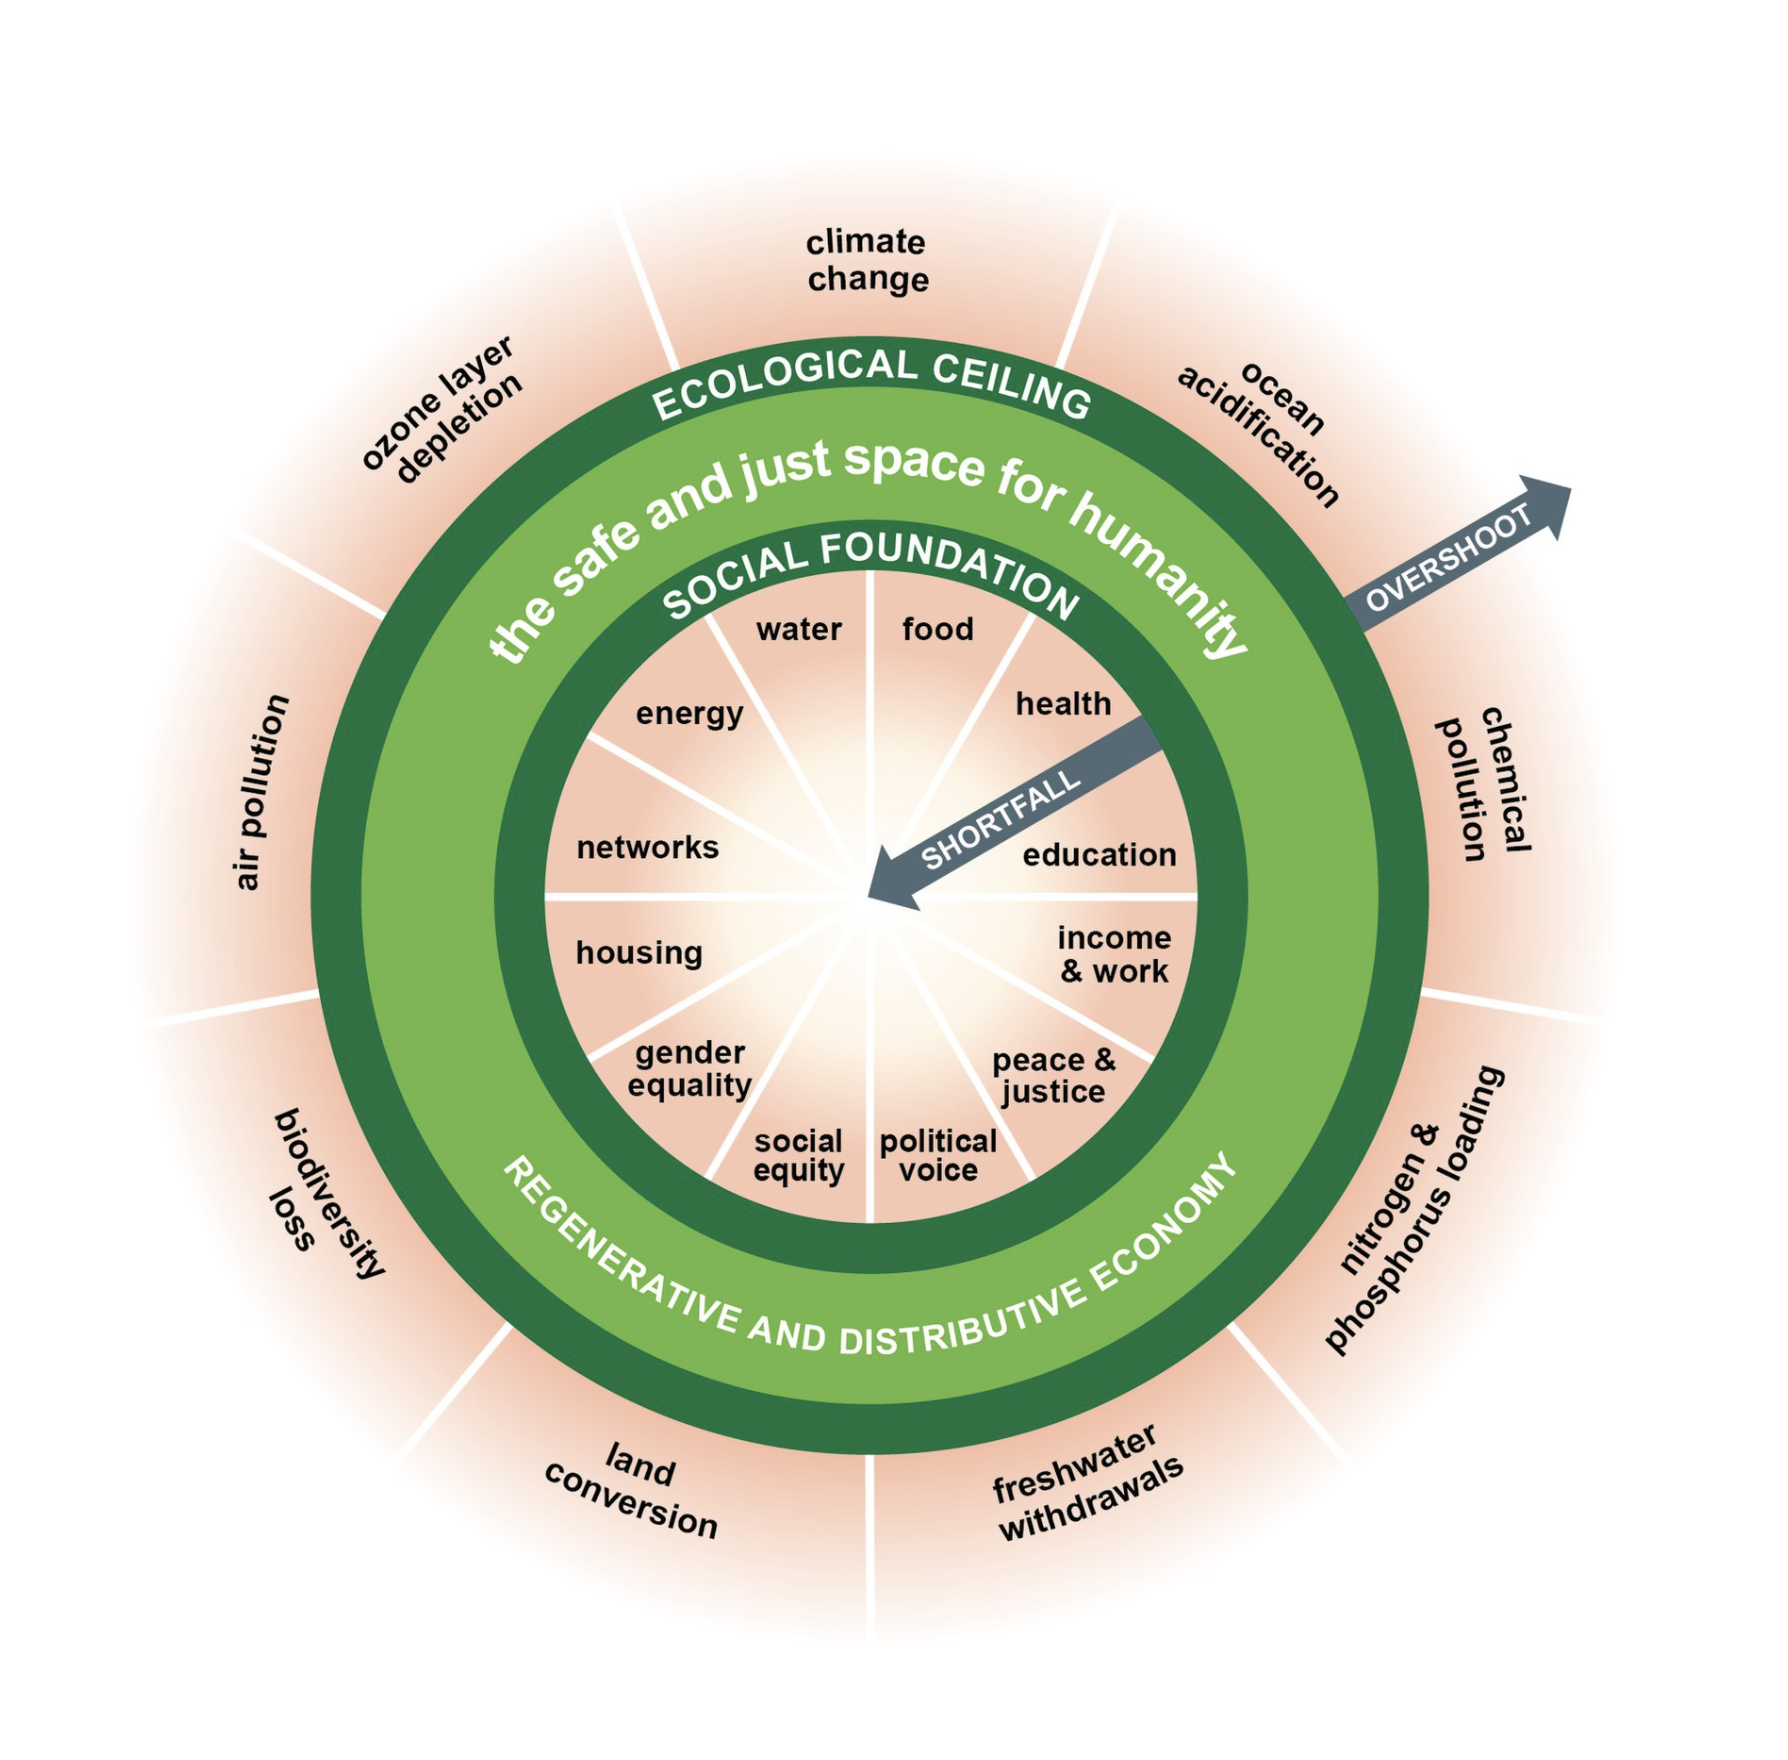 climate
change
ocean
acidification
chemical
pollution
nitrogen &
phosphorus loading
freshwater
withdrawals
land
conversion
biodiversity
loss
air pollution
ozone layer
depletion
OVERSHOOT
ECOLOGICAL CEILING
the safe and just space for humanity
SOCIAL FOUNDATION
water
food
health
SHORTFALL
education
income
& work
peace &
justice
political
voice
social
equity
gender
equality
housing
networks
energy
REGENERATIVE AND DISTRIBUTIVE ECONOMY